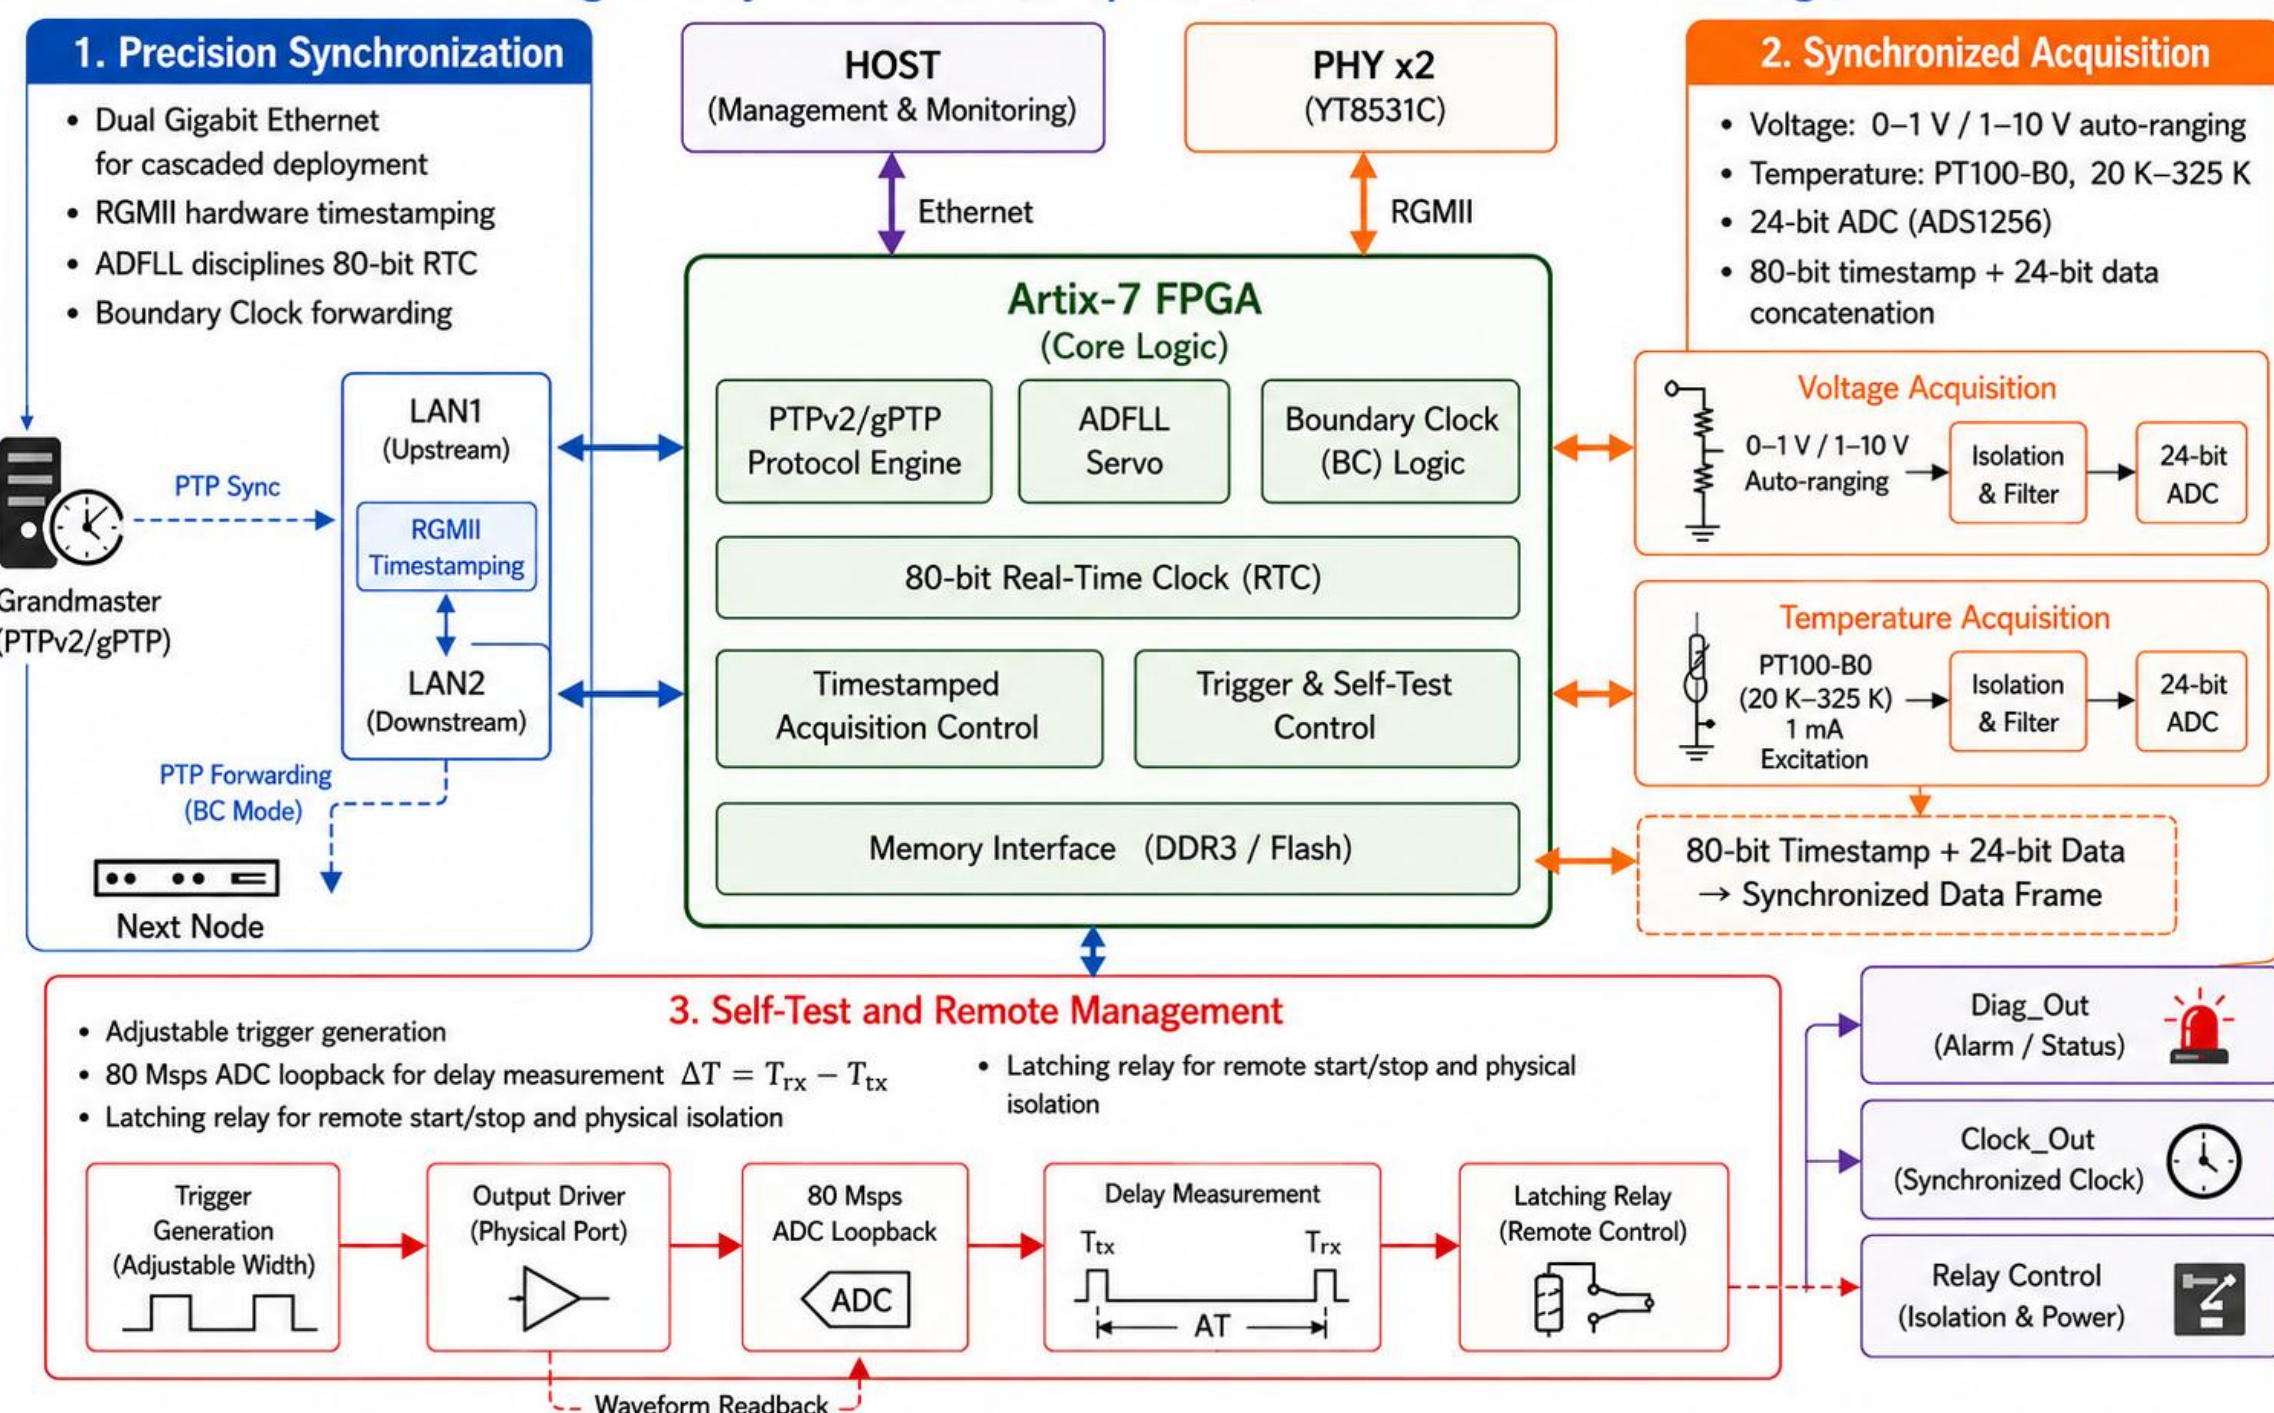 1. Precision Synchronization
• Dual Gigabit Ethernet
for cascaded deployment
• RGMII hardware timestamping
• ADFLL disciplines 80-bit RTC
• Boundary Clock forwarding
LAN1
(Upstream)
PTP Sync
RGMII
Timestamping
Grandmaster
(PTPv2/gPTP)
LAN2
(Downstream)
PTP Forwarding
(BC Mode)
Next Node
HOST
(Management & Monitoring)
Ethernet
PHY x2
(YT8531C)
RGMII
Artix-7 FPGA
(Core Logic)
PTPv2/gPTP
Protocol Engine
ADFLL
Servo
Boundary Clock
(BC) Logic
80-bit Real-Time Clock (RTC)
Timestamped
Acquisition Control
Trigger & Self-Test
Control
Memory Interface (DDR3 / Flash)
2. Synchronized Acquisition
• Voltage: 0–1 V / 1–10 V auto-ranging
• Temperature: PT100-B0, 20 K–325 K
• 24-bit ADC (ADS1256)
• 80-bit timestamp + 24-bit data
concatenation
Voltage Acquisition
0–1 V / 1–10 V
Auto-ranging
Isolation
& Filter
24-bit
ADC
Temperature Acquisition
PT100-B0
(20 K–325 K)
1 mA
Excitation
Isolation
& Filter
24-bit
ADC
80-bit Timestamp + 24-bit Data
→ Synchronized Data Frame
3. Self-Test and Remote Management
• Adjustable trigger generation
• 80 Msps ADC loopback for delay measurement ΔT = Trx − Ttx
• Latching relay for remote start/stop and physical isolation
• Latching relay for remote start/stop and physical
isolation
Trigger
Generation
(Adjustable Width)
Output Driver
(Physical Port)
80 Msps
ADC Loopback
ADC
Delay Measurement
Ttx
Trx
AT
Latching Relay
(Remote Control)
Waveform Readback
Diag_Out
(Alarm / Status)
Clock_Out
(Synchronized Clock)
Relay Control
(Isolation & Power)